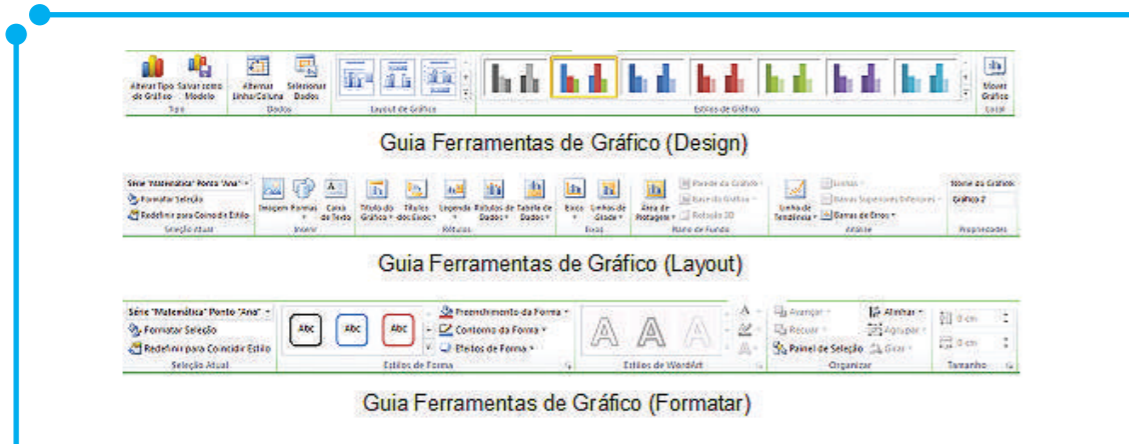 Alterar Tipo Salvar como Alternar Selecionar
de Gráfico Modelo Linha/Coluna Dados Mover Gráfico
Tipo Dados Layout de Gráfico Estilos de Gráfico Local
Guia Ferramentas de Gráfico (Design)
Série "Matemática" Ponto "Ana" Parede do Gráfico Linhas Nome do Gráfico:
Formatar Seleção Imagem Formas Caixa de Texto Título do Gráfico Títulos dos Eixos Legenda Rótulos de Dados Tabela de Dados Eixos Linhas de Grade Área de Plotagem Base do Gráfico Linha de Tendência Barras Superiores/Inferiores Gráfico 2
Redefinir para Coincidir Estilo Rotação 3D Barras de Erros
Seleção Atual Inserir Rótulos Eixos Plano de Fundo Análise Propriedades
Guia Ferramentas de Gráfico (Layout)
Série "Matemática" Ponto "Ana" Preenchimento da Forma A Avançar Alinhar 0 cm
Formatar Seleção Abc Abc Abc Contorno da Forma A A A Recuar Agrupar
Redefinir para Coincidir Estilo Efeitos de Forma A Painel de Seleção Girar 0 cm
Seleção Atual Estilos de Forma Estilos de WordArt Organizar Tamanho
Guia Ferramentas de Gráfico (Formatar)